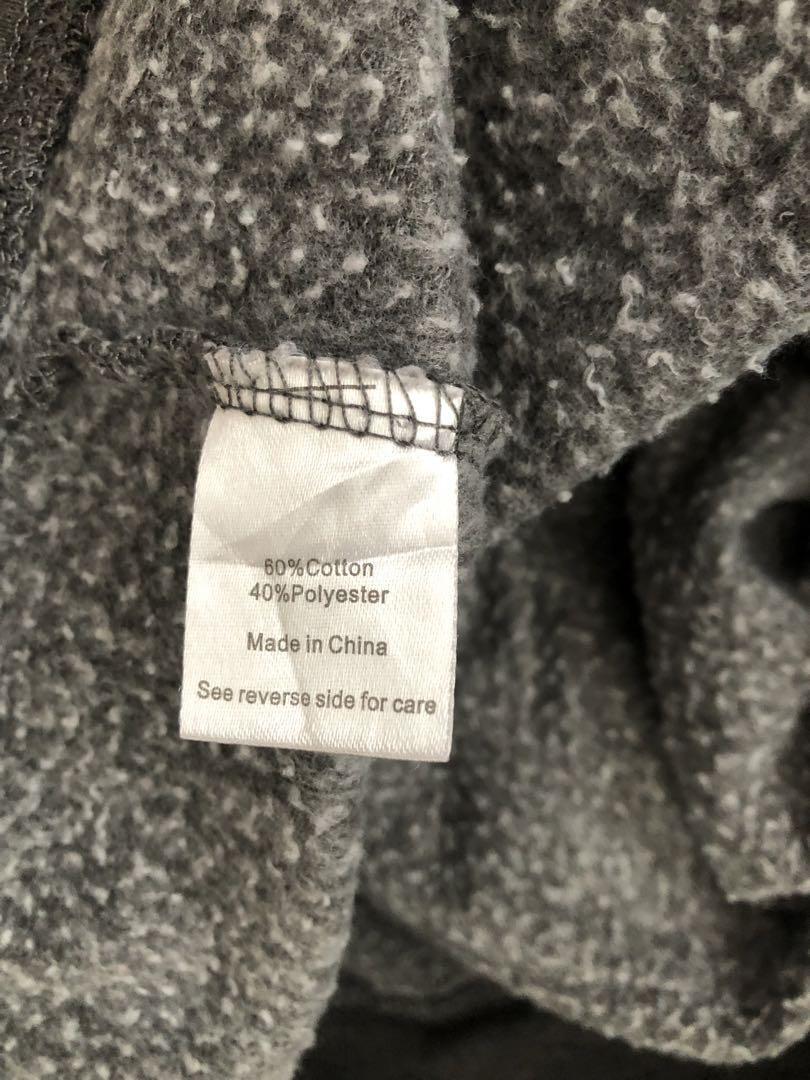 60%Cotton
40%Polyester
Made in China
See reverse side for care